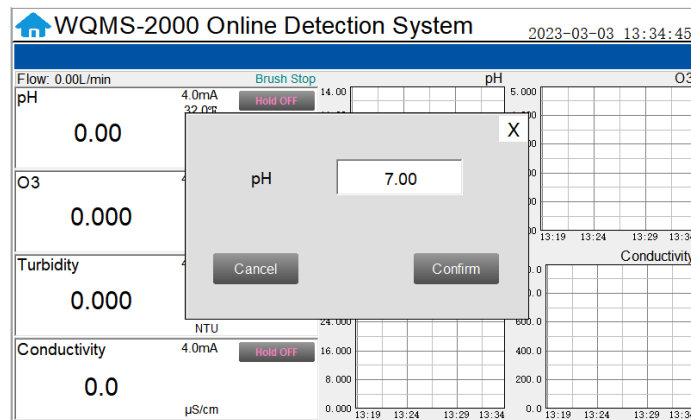 WQMS-2000 Online Detection System
2023-03-03 13:34:45
Flow: 0.00L/min
Brush Stop
pH
O3
pH
4.0mA
Hold OFF
32.0℉
0.00
14.00
5.000
X
pH
7.00
Cancel
Confirm
O3
0.000
13:19 13:24 13:29 13:34
Turbidity
0.000
NTU
Conductivity
24.000
16.000
8.000
0.000
13:19 13:24 13:29 13:34
600.0
400.0
200.0
0.0
13:19 13:24 13:29 13:34
Conductivity
4.0mA
Hold OFF
0.0
µS/cm